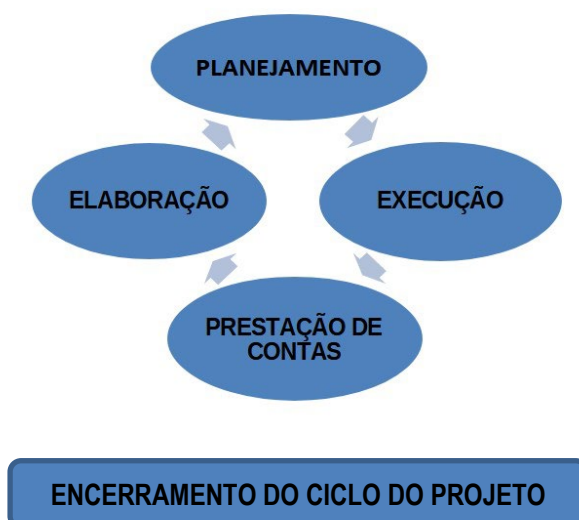 PLANEJAMENTO
ELABORAÇÃO
EXECUÇÃO
PRESTAÇÃO DE
CONTAS
ENCERRAMENTO DO CICLO DO PROJETO